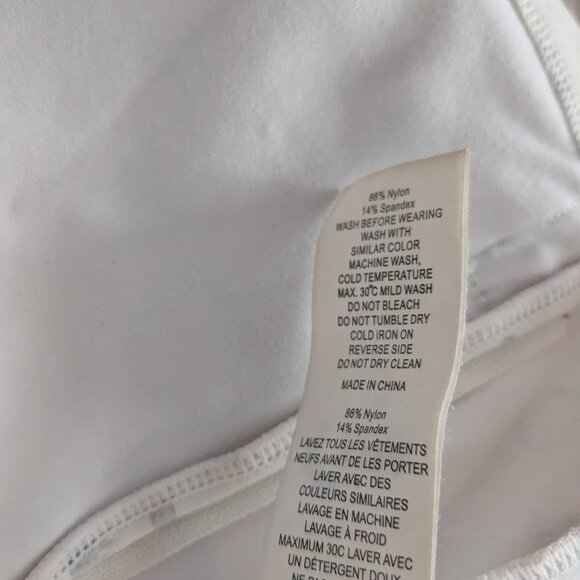 86% Nylon
14% Spandex
WASH BEFORE WEARING
WASH WITH
SIMILAR COLOR
MACHINE WASH,
COLD TEMPERATURE
MAX. 30°C MILD WASH
DO NOT BLEACH
DO NOT TUMBLE DRY
COLD IRON ON
REVERSE SIDE
DO NOT DRY CLEAN
MADE IN CHINA
86% Nylon
14% Spandex
LAVEZ TOUS LES VÊTEMENTS
NEUFS AVANT DE LES PORTER
LAVER AVEC DES
COULEURS SIMILAIRES
LAVAGE EN MACHINE
LAVAGE À FROID
MAXIMUM 30C LAVER AVEC
UN DÉTERGENT DOUX
NE PAS